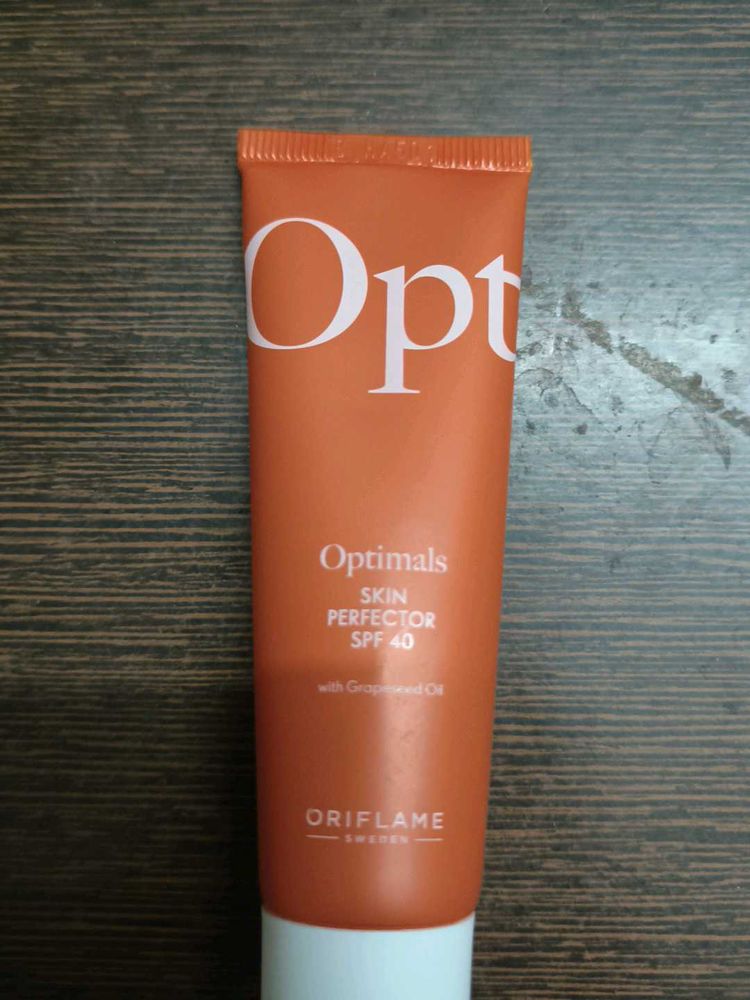 Opt
Optimals
SKIN
PERFECTOR
SPF 40
with Grapeseed Oil
ORIFLAME
SWEDEN